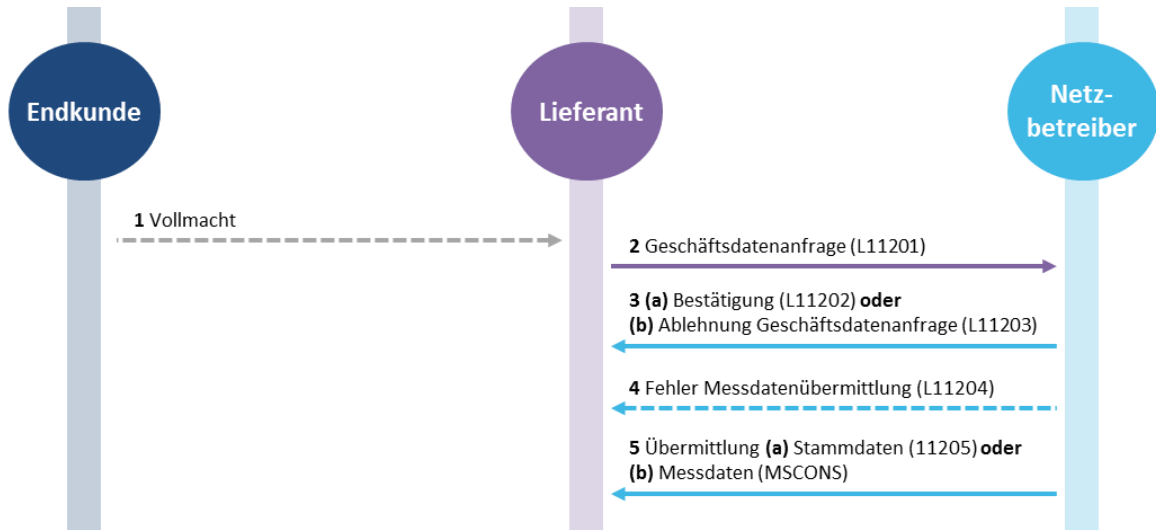 Endkunde
Lieferant
Netz-
betreiber
1 Vollmacht
2 Geschäftsdatenanfrage (L11201)
3 (a) Bestätigung (L11202) oder
(b) Ablehnung Geschäftsdatenanfrage (L11203)
4 Fehler Messdatenübermittlung (L11204)
5 Übermittlung (a) Stammdaten (11205) oder
(b) Messdaten (MSCONS)